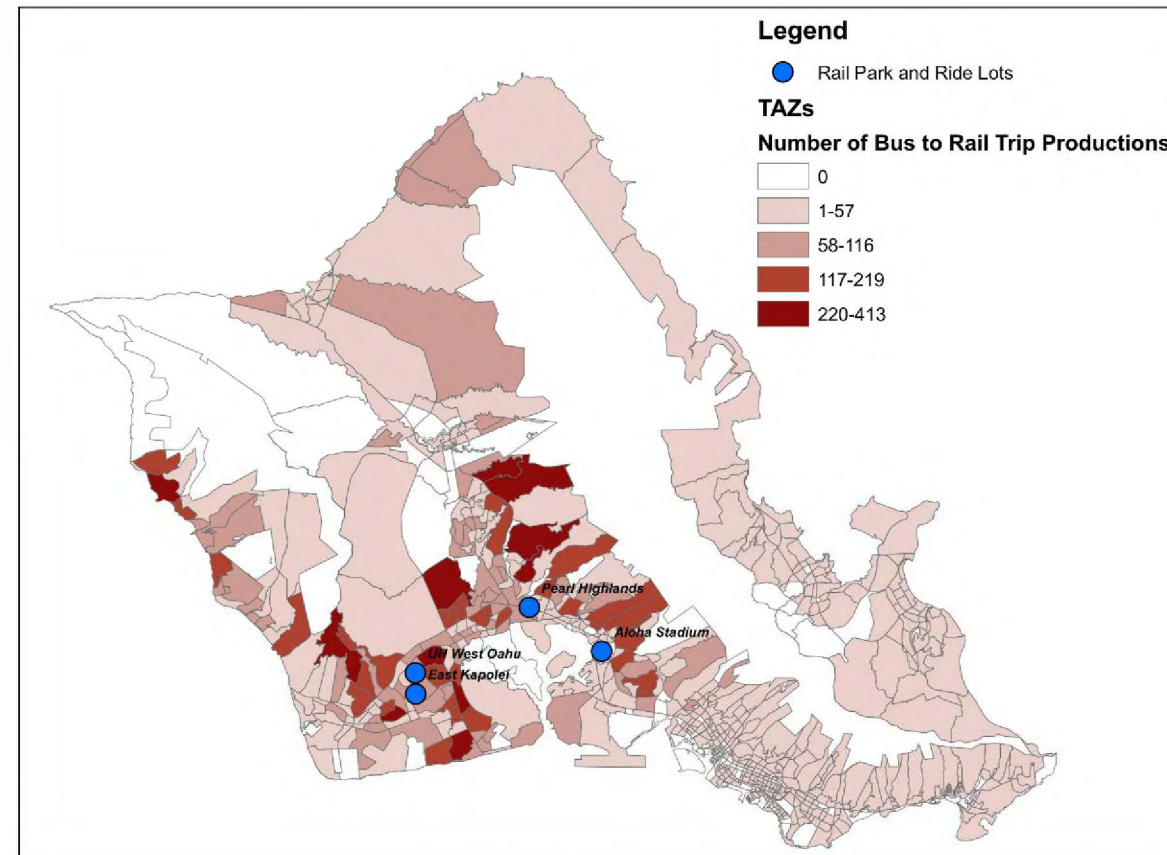 Legend
Rail Park and Ride Lots
TAZs
Number of Bus to Rail Trip Productions
0
1-57
58-116
117-219
220-413
Pearl Highlands
Aloha Stadium
UH West Oahu
East Kapolei